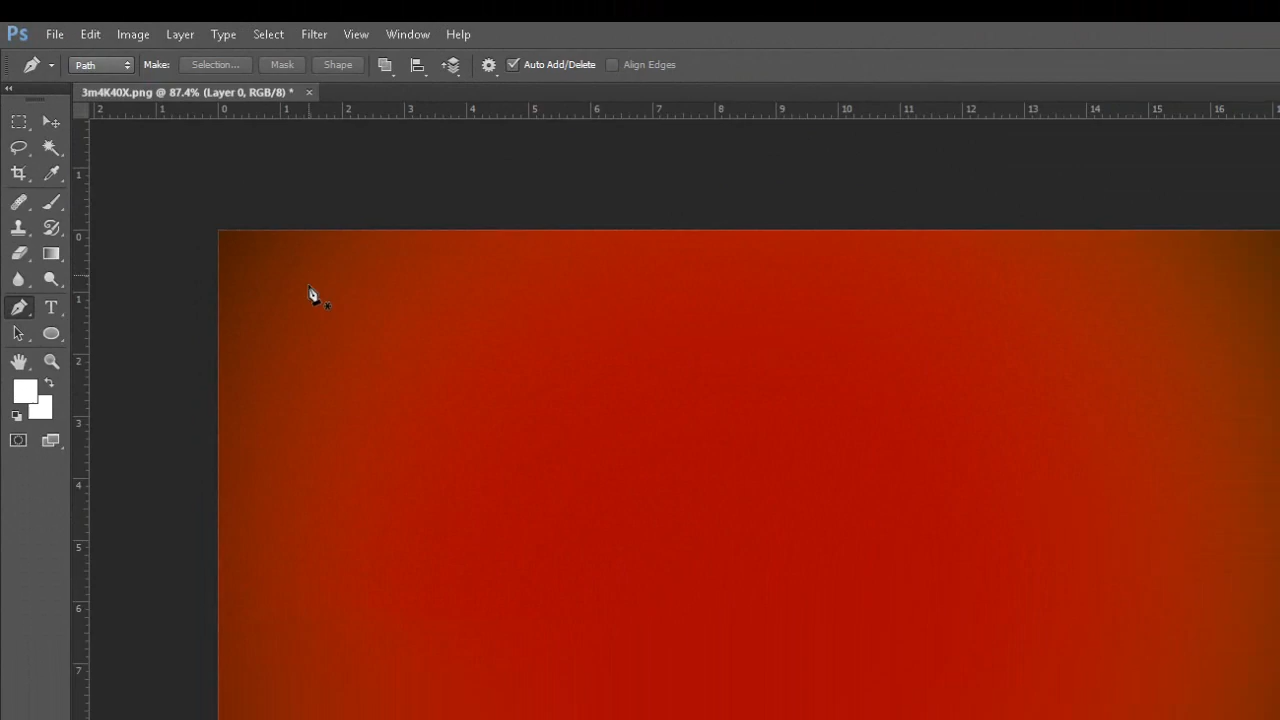 Ps File Edit Image Layer Type Select Filter View Window Help
Path Make: Selection... Mask Shape Auto Add/Delete Align Edges
3m4K40X.png @ 87.4% (Layer 0, RGB/8) *
2 1 0 1 2 3 4 5 6 7 8 9 10 11 12 13 14 15 16
1
0
1
T
2
3
4
5
6
7